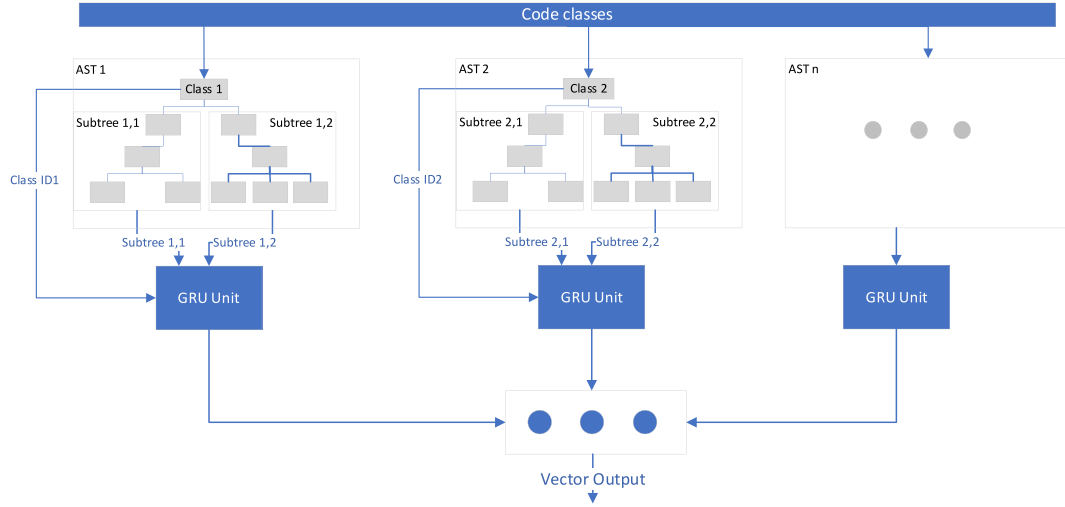 Code classes
AST 1
AST 2
AST n
Class 1
Class 2
Subtree 1,1
Subtree 1,2
Subtree 2,1
Subtree 2,2
Class ID1
Class ID2
Subtree 1,1
Subtree 1,2
Subtree 2,1
Subtree 2,2
GRU Unit
GRU Unit
GRU Unit
Vector Output